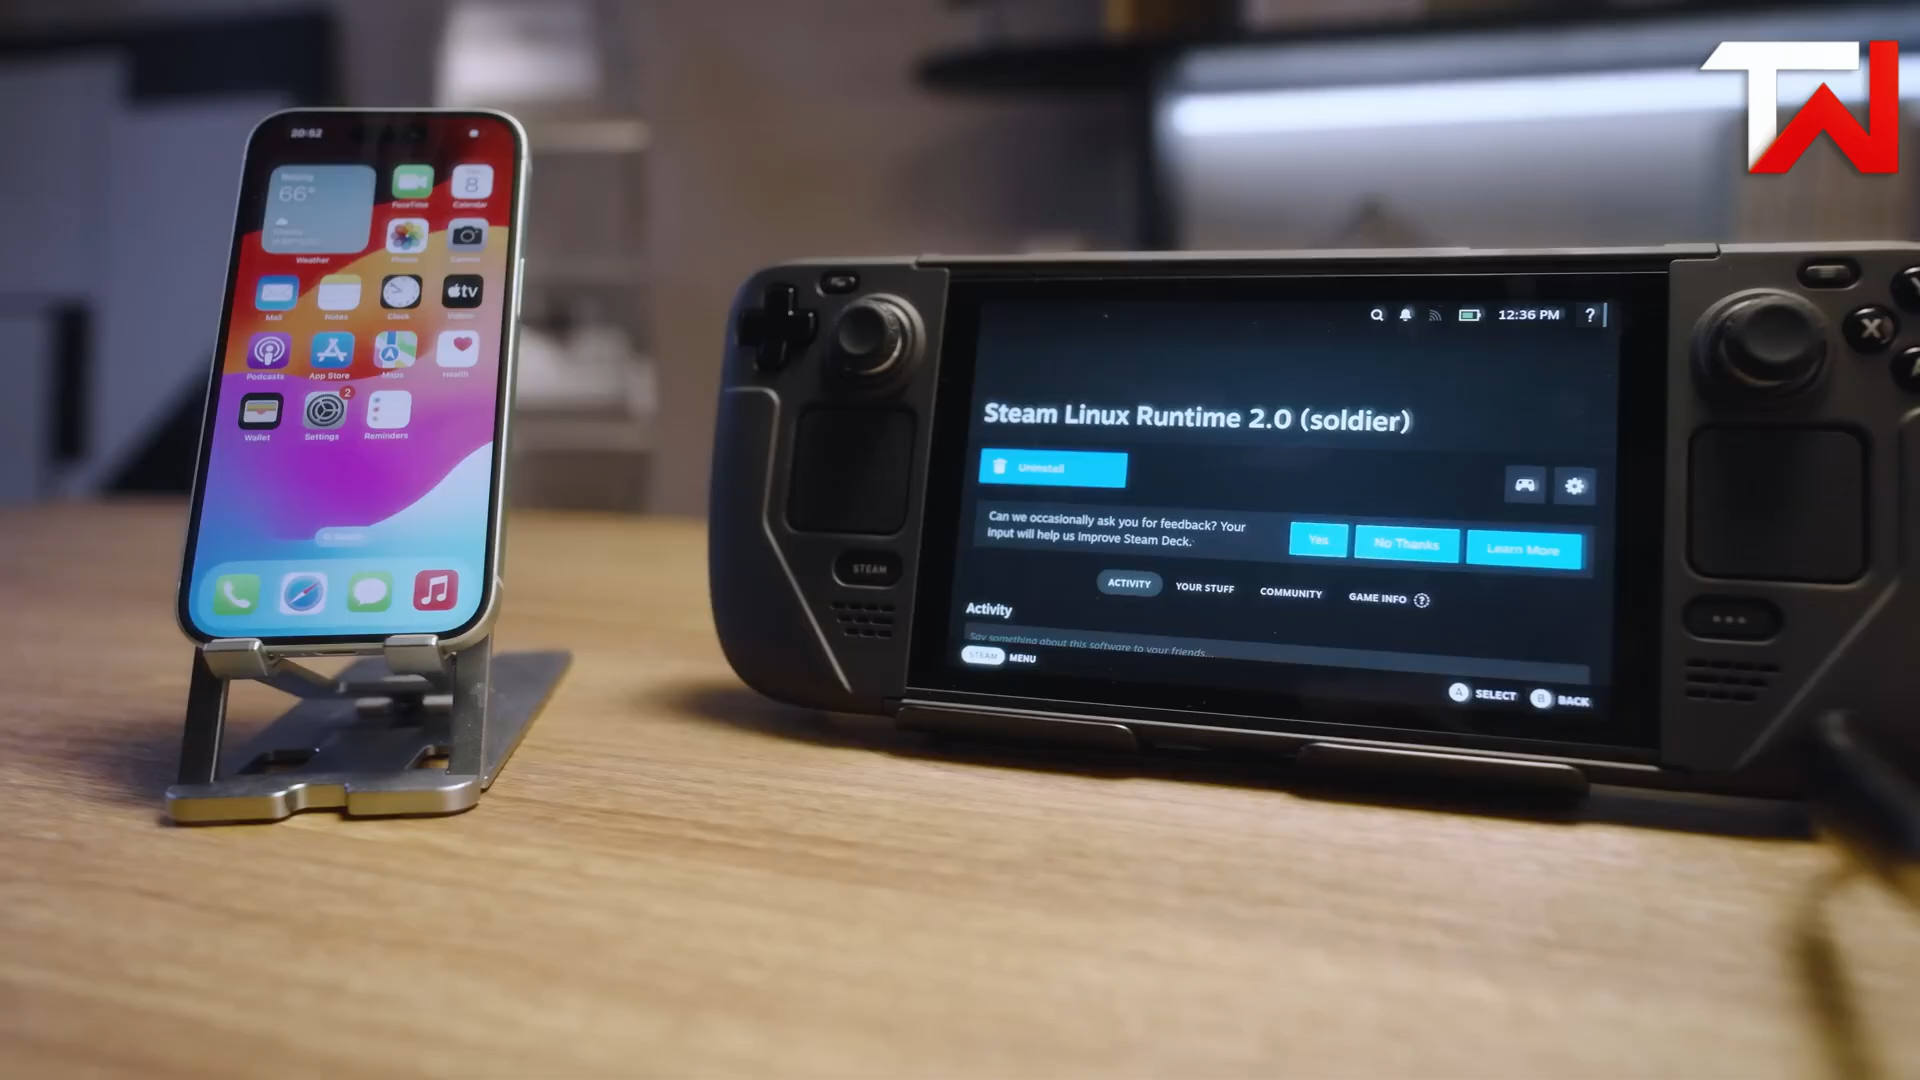 TW
20:52
66°
Weather
FaceTime
8
Calendar
Photos
Camera
Mail
Notes
Clock
tv
Podcasts
App Store
Maps
Health
2
Wallet
Settings
Reminders
12:36 PM
?
Steam Linux Runtime 2.0 (soldier)
Uninstall
Can we occasionally ask you for feedback? Your
input will help us improve Steam Deck.
Yes
No Thanks
Learn More
ACTIVITY
YOUR STUFF
COMMUNITY
GAME INFO ?
Activity
Say something about this software to your friends...
STEAM MENU
A SELECT
B BACK
STEAM
X